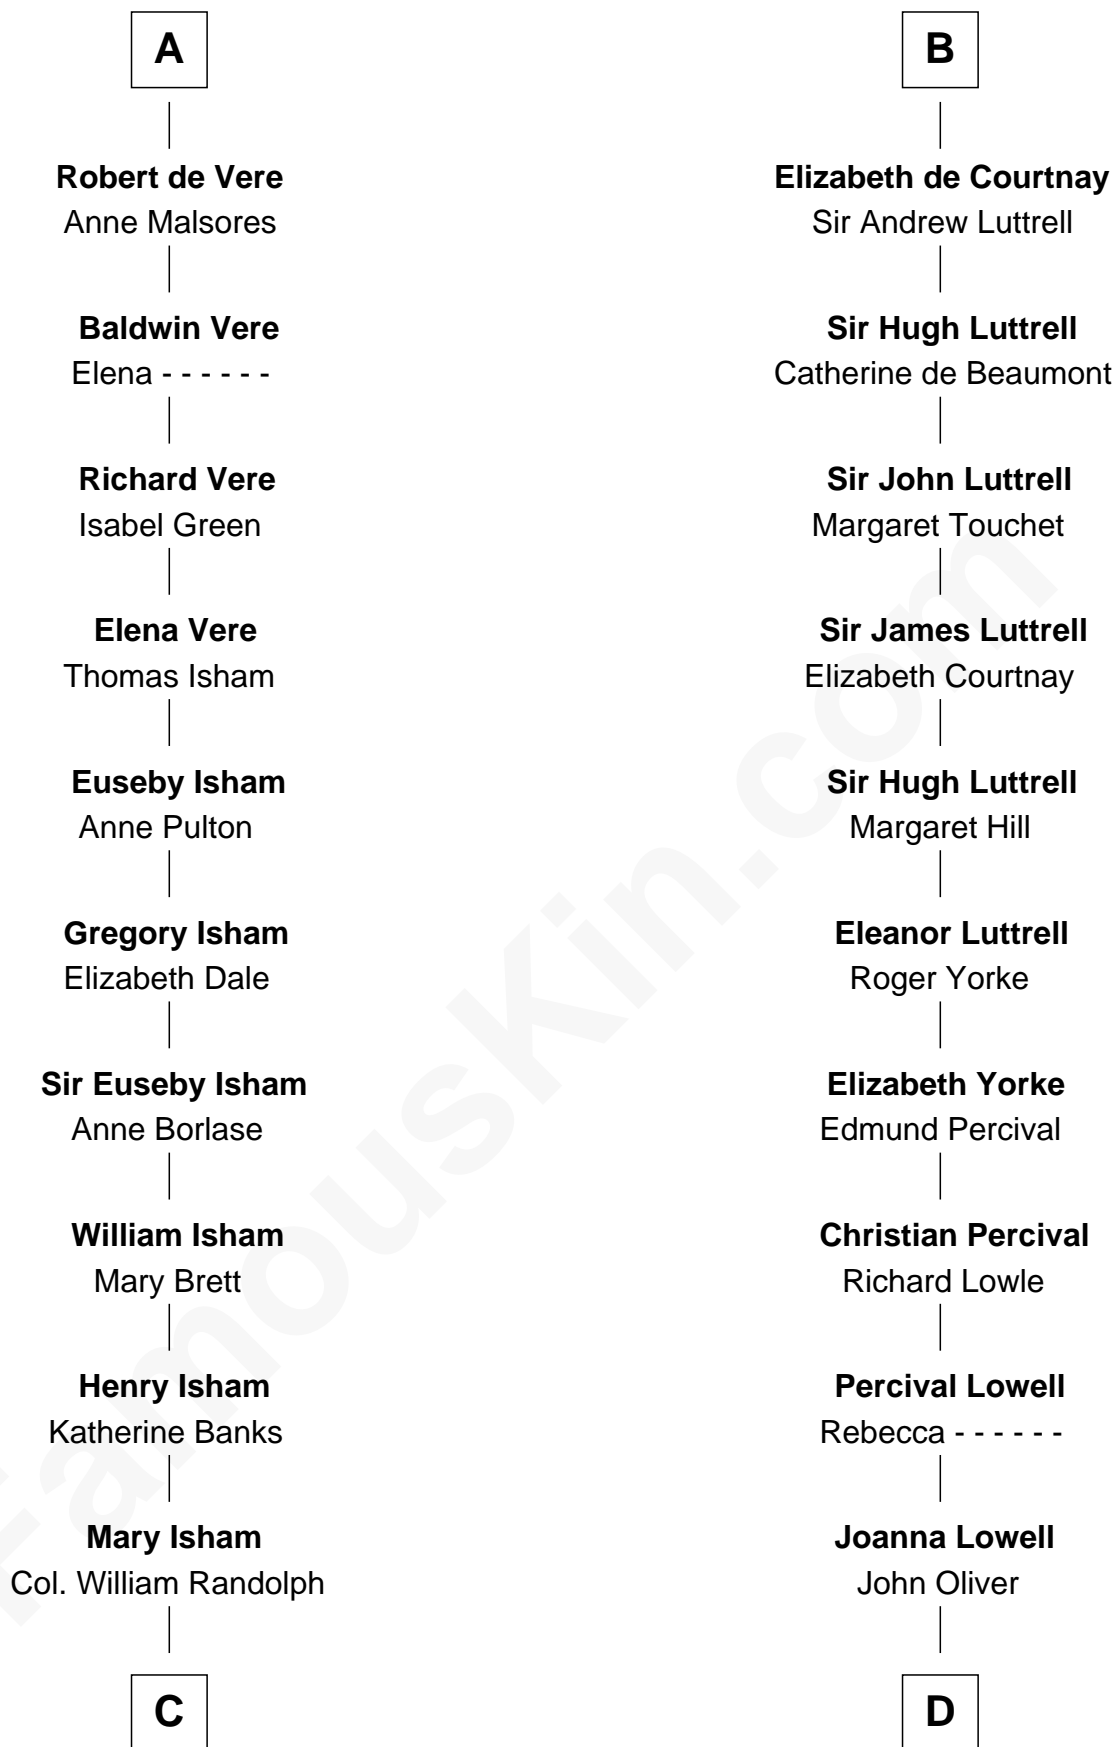 A
Robert de Vere
Anne Malsores
Baldwin Vere
Elena - - - - - -
Richard Vere
Isabel Green
Elena Vere
Thomas Isham
Euseby Isham
Anne Pulton
Gregory Isham
Elizabeth Dale
Sir Euseby Isham
Anne Borlase
William Isham
Mary Brett
Henry Isham
Katherine Banks
Mary Isham
Col. William Randolph
C
B
Elizabeth de Courtnay
Sir Andrew Luttrell
Sir Hugh Luttrell
Catherine de Beaumont
Sir John Luttrell
Margaret Touchet
Sir James Luttrell
Elizabeth Courtnay
Sir Hugh Luttrell
Margaret Hill
Eleanor Luttrell
Roger Yorke
Elizabeth Yorke
Edmund Percival
Christian Percival
Richard Lowle
Percival Lowell
Rebecca - - - - - -
Joanna Lowell
John Oliver
D
FamousKin.com